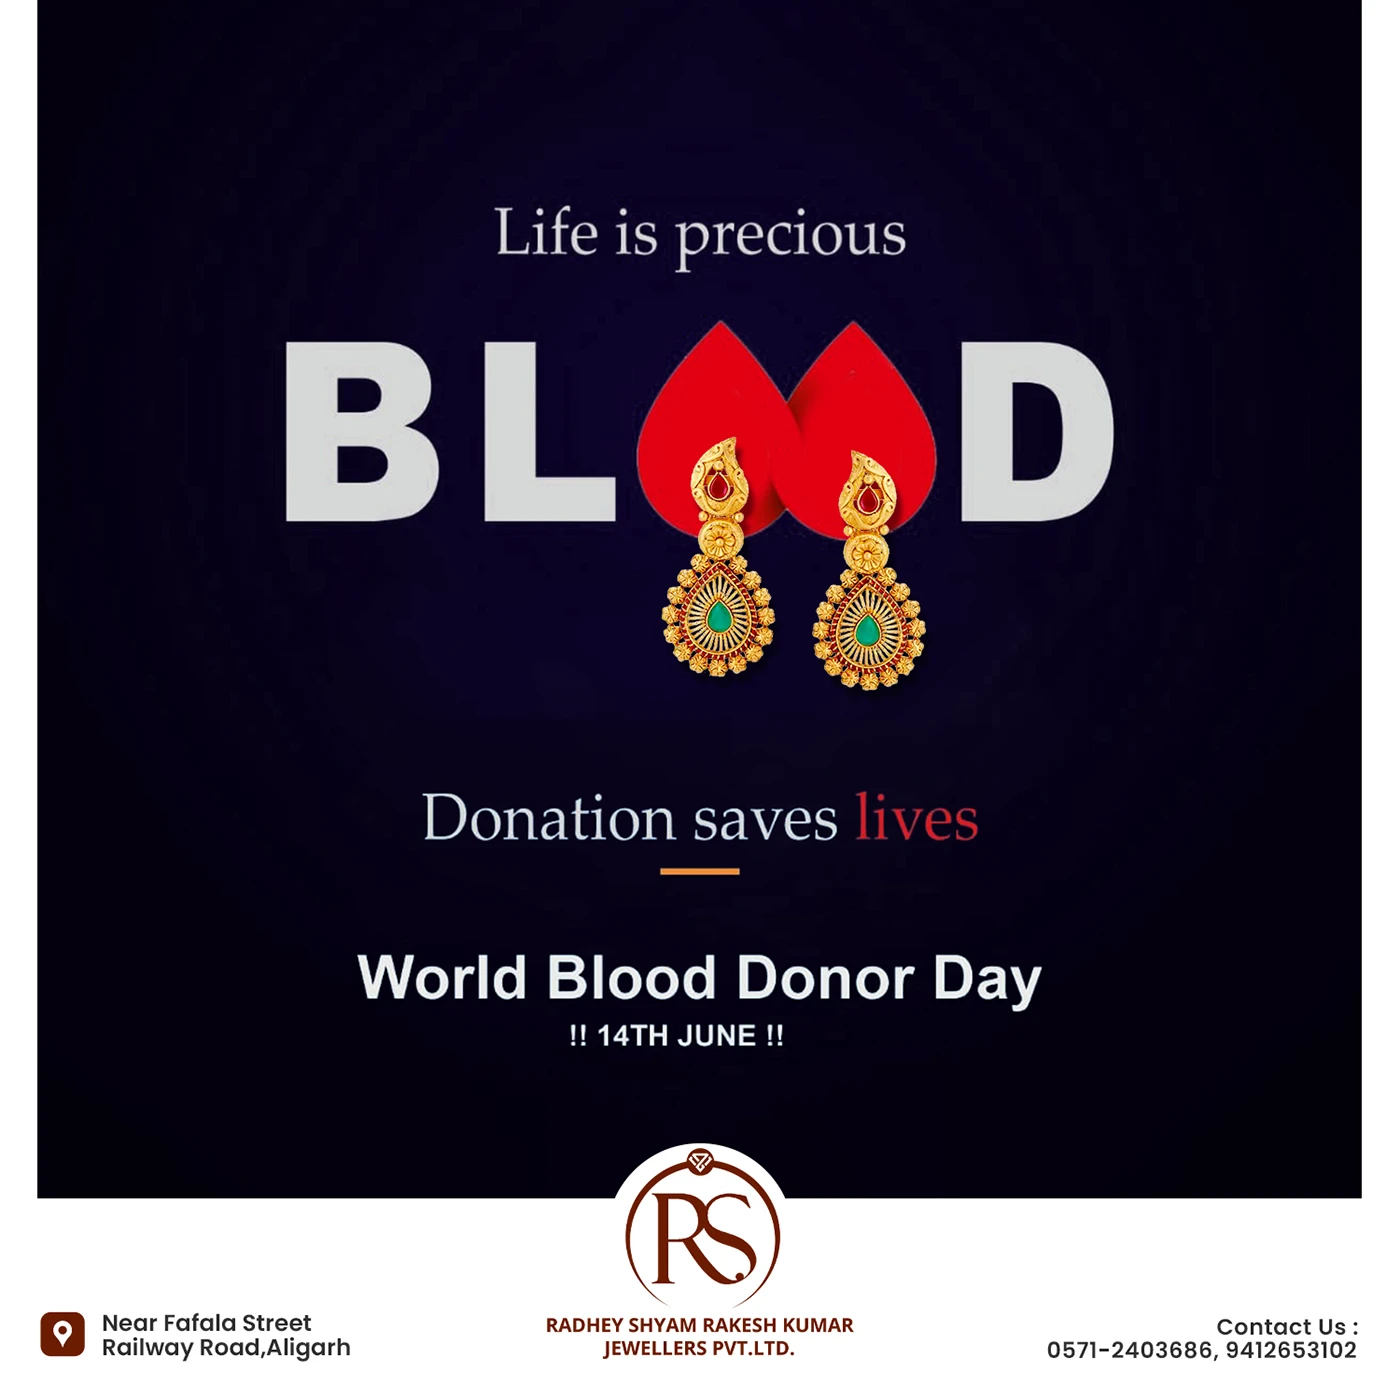 Life is precious
BLOOD
Donation saves lives
World Blood Donor Day
!! 14TH JUNE !!
RS
RADHEY SHYAM RAKESH KUMAR
JEWELLERS PVT.LTD.
Near Fafala Street
Railway Road,Aligarh
Contact Us :
0571-2403686, 9412653102